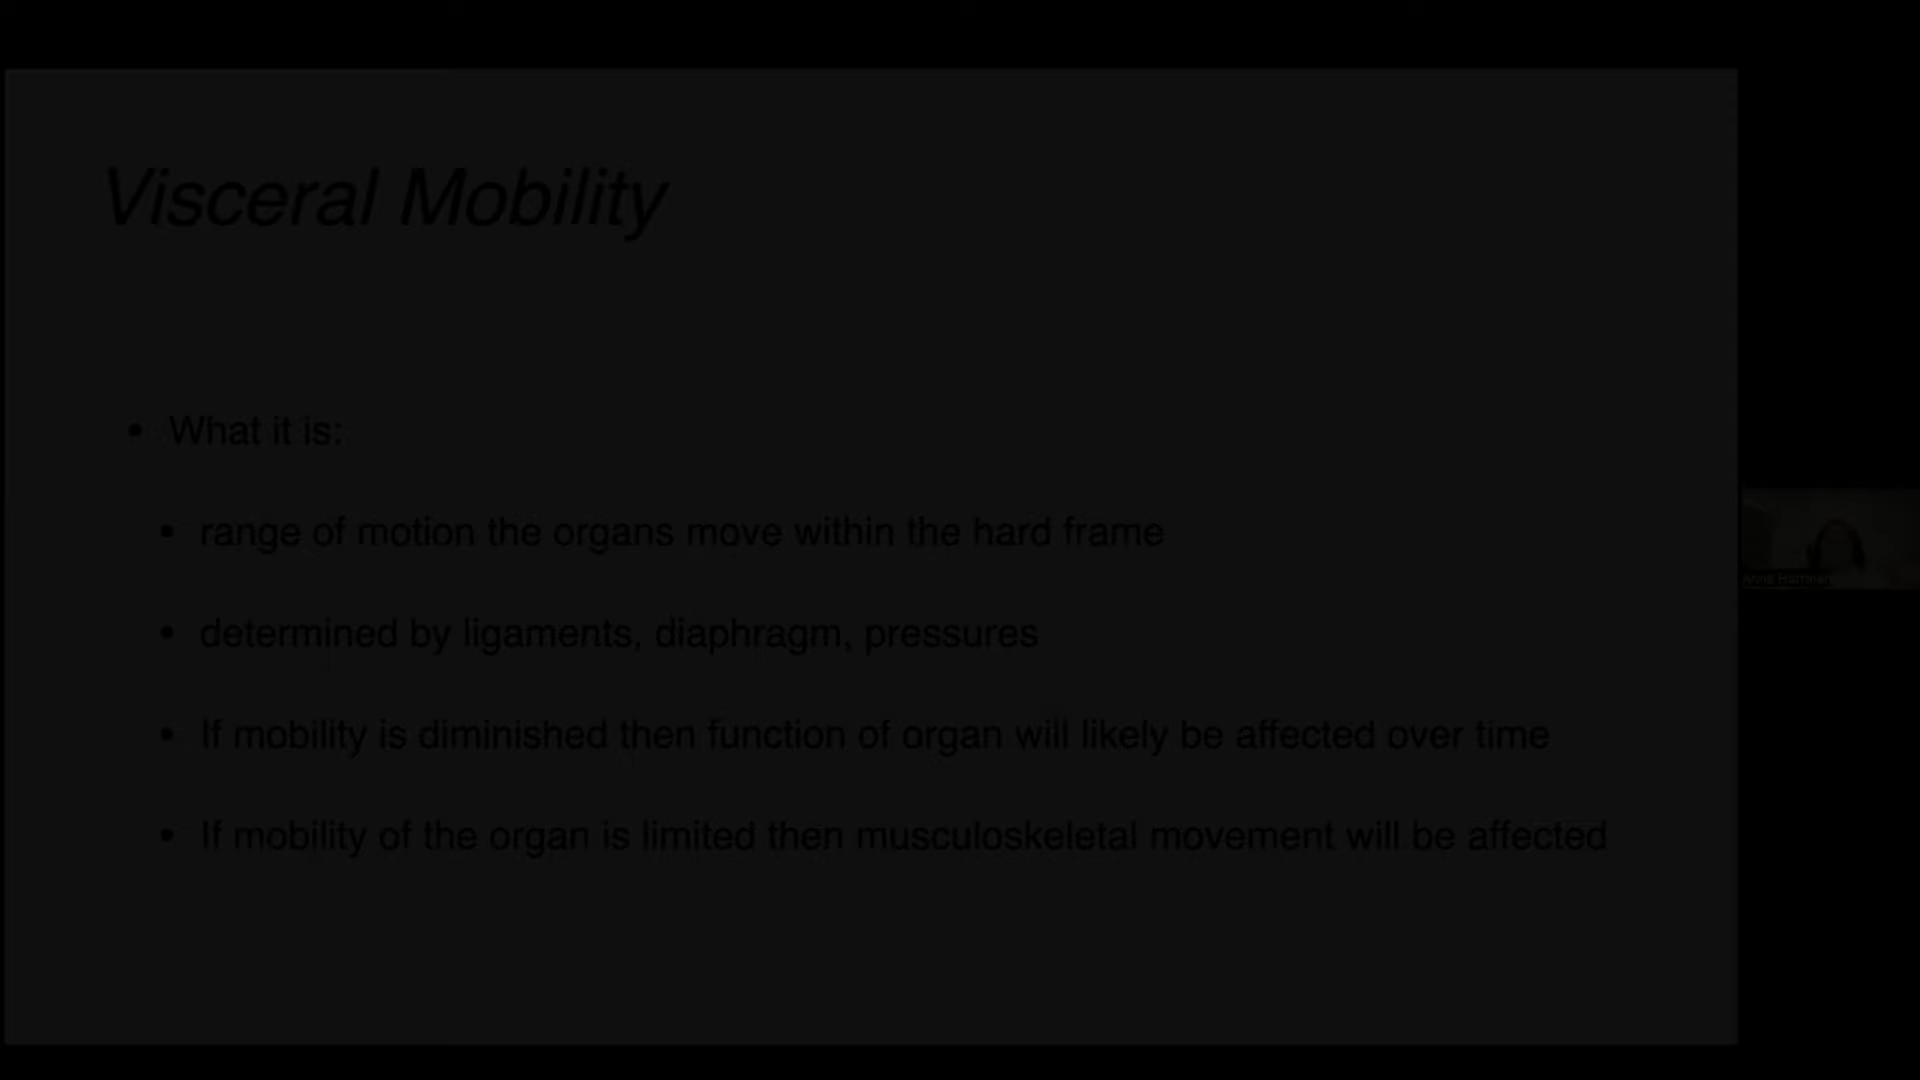 Visceral Mobility
• What it is:
• range of motion the organs move within the hard frame
• determined by ligaments, diaphragm, pressures
• If mobility is diminished then function of organ will likely be affected over time
• If mobility of the organ is limited then musculoskeletal movement will be affected